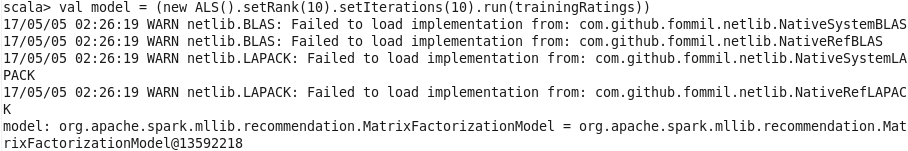 scala> val model = (new ALS().setRank(10).setIterations(10).run(trainingRatings))
17/05/05 02:26:19 WARN netlib.BLAS: Failed to load implementation from: com.github.fommil.netlib.NativeSystemBLAS
17/05/05 02:26:19 WARN netlib.BLAS: Failed to load implementation from: com.github.fommil.netlib.NativeRefBLAS
17/05/05 02:26:19 WARN netlib.LAPACK: Failed to load implementation from: com.github.fommil.netlib.NativeSystemLA
PACK
17/05/05 02:26:19 WARN netlib.LAPACK: Failed to load implementation from: com.github.fommil.netlib.NativeRefLAPAC
K
model: org.apache.spark.mllib.recommendation.MatrixFactorizationModel = org.apache.spark.mllib.recommendation.Mat
rixFactorizationModel@13592218